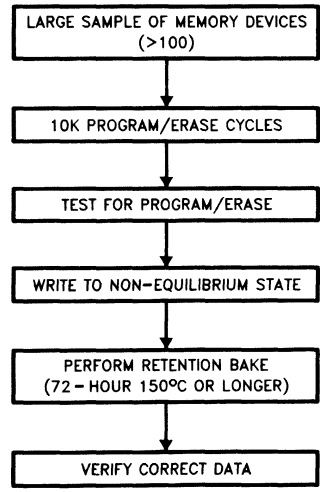 LARGE SAMPLE OF MEMORY DEVICES
(>100)
10K PROGRAM/ERASE CYCLES
TEST FOR PROGRAM/ERASE
WRITE TO NON-EQUILIBRIUM STATE
PERFORM RETENTION BAKE
(72-HOUR 150°C OR LONGER)
VERIFY CORRECT DATA